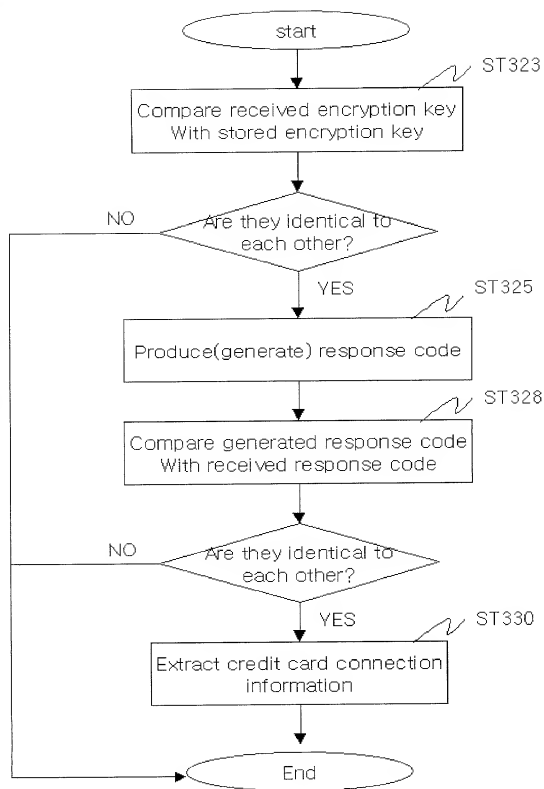 start
ST323
Compare received encryption key
With stored encryption key
NO
Are they identical to
each other?
YES
ST325
Produce(generate) response code
ST328
Compare generated response code
With received response code
NO
Are they identical to
each other?
YES
ST330
Extract credit card connection
information
End